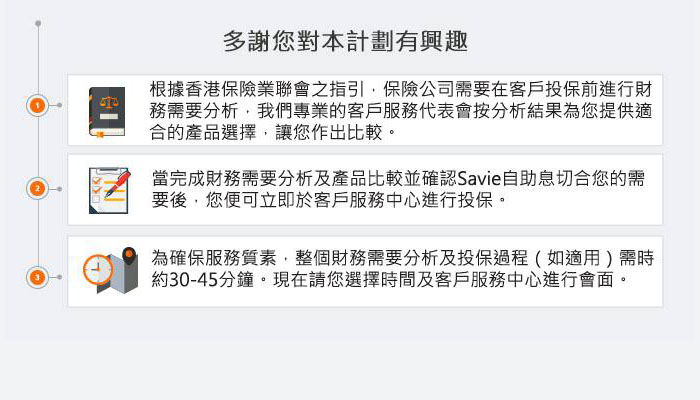 多謝您對本計劃有興趣
1
根據香港保險業聯會之指引，保險公司需要在客戶投保前進行財
務需要分析，我們專業的客戶服務代表會按分析結果為您提供適
合的產品選擇，讓您作出比較。
2
當完成財務需要分析及產品比較並確認Savie自助息切合您的需
要後，您便可立即於客戶服務中心進行投保。
3
為確保服務質素，整個財務需要分析及投保過程（如適用）需時
約30-45分鐘。現在請您選擇時間及客戶服務中心進行會面。